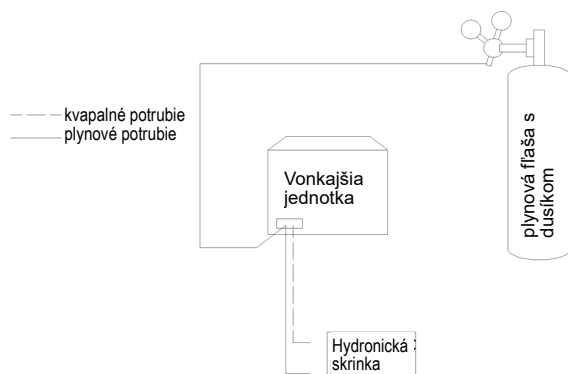 kvapalné potrubie
plynové potrubie
Vonkajšia
jednotka
plynová fľaša s
dusíkom
Hydronická
skrinka